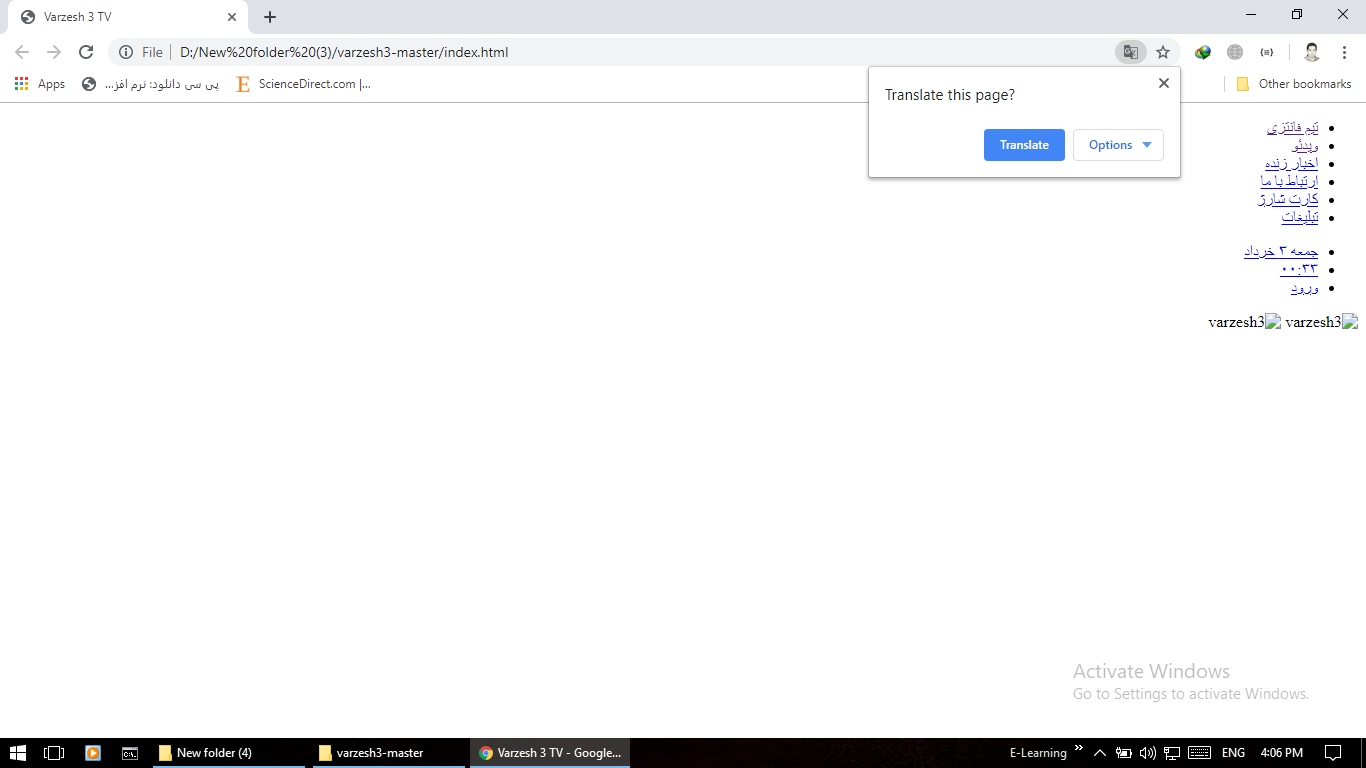 Varzesh 3 TV
File
D:/New%20folder%20(3)/varzesh3-master/index.html
Apps
پی سی دانلود: نرم افز...
ScienceDirect.com |...
Other bookmarks
Translate this page?
Translate
Options
تیم فانتزی
ویدئو
اخبار زنده
ارتباط با ما
کارت شارژ
تبلیغات
جمعه ۳ خرداد
۰۰:۳۳
ورود
varzesh3 varzesh3
Activate Windows
Go to Settings to activate Windows.
New folder (4)
varzesh3-master
Varzesh 3 TV - Google...
E-Learning
ENG
4:06 PM